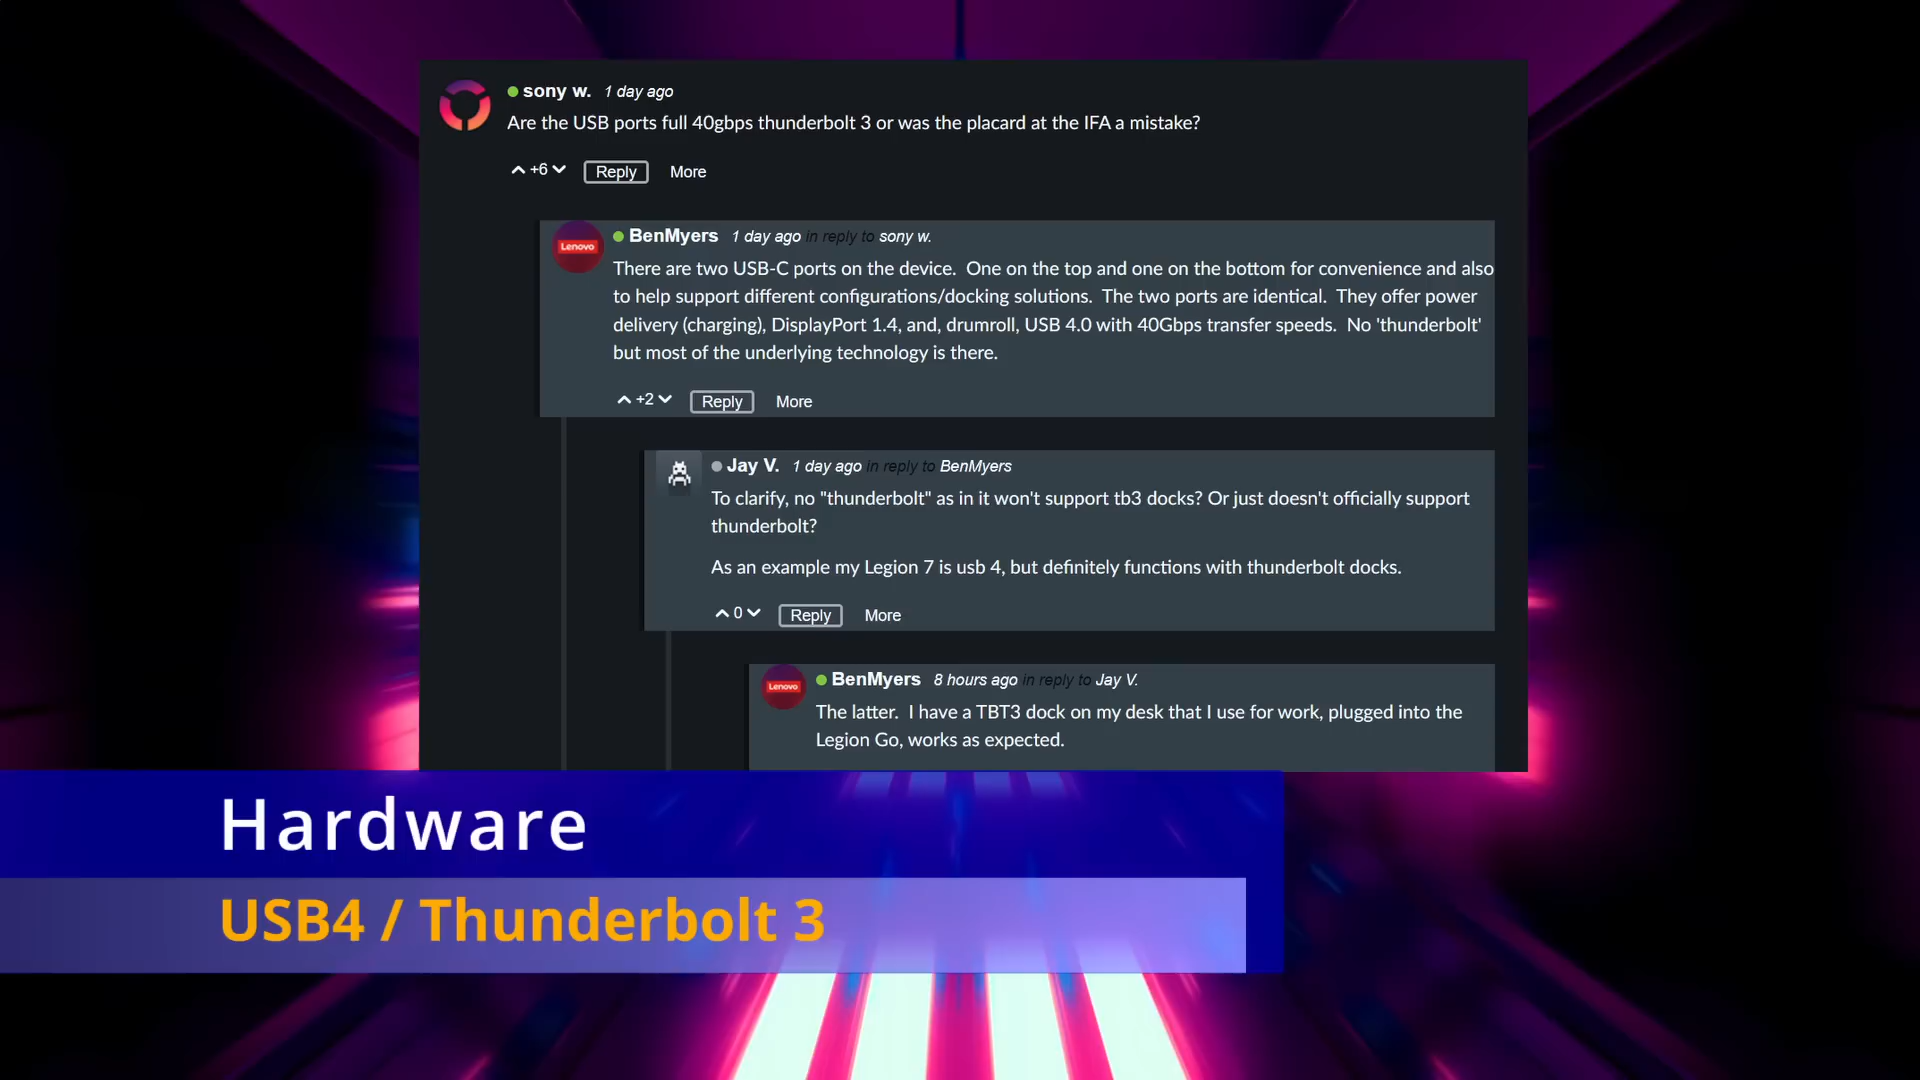 sony w. 1 day ago
Are the USB ports full 40gbps thunderbolt 3 or was the placard at the IFA a mistake?
+6 Reply More
Lenovo
BenMyers 1 day ago in reply to sony w.
There are two USB-C ports on the device. One on the top and one on the bottom for convenience and also
to help support different configurations/docking solutions. The two ports are identical. They offer power
delivery (charging), DisplayPort 1.4, and, drumroll, USB 4.0 with 40Gbps transfer speeds. No 'thunderbolt'
but most of the underlying technology is there.
+2 Reply More
Jay V. 1 day ago in reply to BenMyers
To clarify, no "thunderbolt" as in it won't support tb3 docks? Or just doesn't officially support
thunderbolt?
As an example my Legion 7 is usb 4, but definitely functions with thunderbolt docks.
0 Reply More
Lenovo
BenMyers 8 hours ago in reply to Jay V.
The latter. I have a TBT3 dock on my desk that I use for work, plugged into the
Legion Go, works as expected.
Hardware
USB4 / Thunderbolt 3